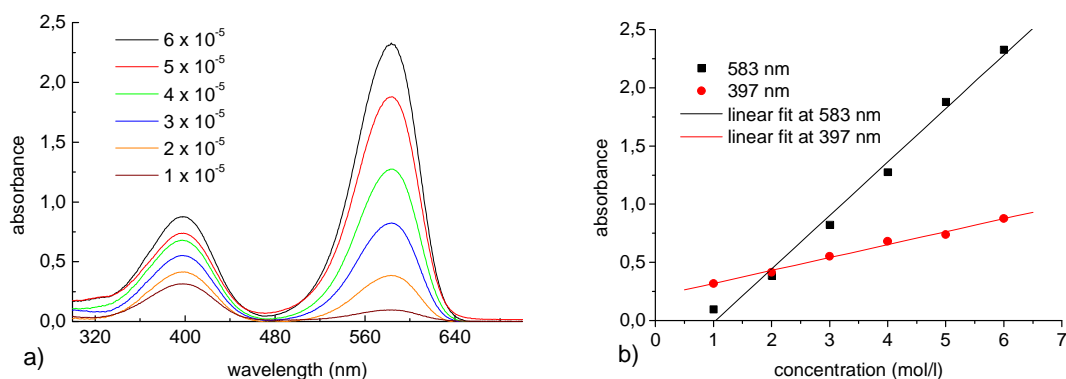 2,5
2,0
1,5
1,0
0,5
0,0
absorbance
6 x 10⁻⁵
5 x 10⁻⁵
4 x 10⁻⁵
3 x 10⁻⁵
2 x 10⁻⁵
1 x 10⁻⁵
320 400 480 560 640
wavelength (nm)
a)
2,5
2,0
1,5
1,0
0,5
0,0
absorbance
583 nm
397 nm
linear fit at 583 nm
linear fit at 397 nm
0 1 2 3 4 5 6 7
concentration (mol/l)
b)